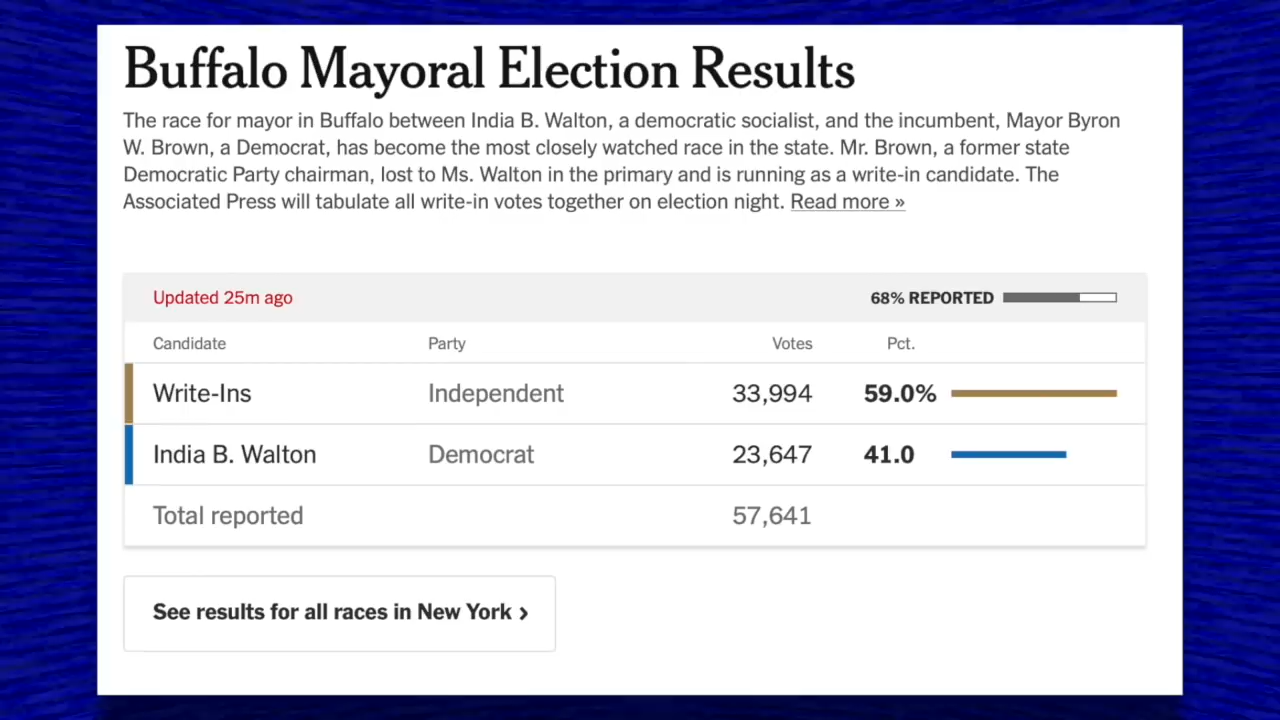 Buffalo Mayoral Election Results
The race for mayor in Buffalo between India B. Walton, a democratic socialist, and the incumbent, Mayor Byron
W. Brown, a Democrat, has become the most closely watched race in the state. Mr. Brown, a former state
Democratic Party chairman, lost to Ms. Walton in the primary and is running as a write-in candidate. The
Associated Press will tabulate all write-in votes together on election night. Read more »
Updated 25m ago 68% REPORTED
Candidate Party Votes Pct.
Write-Ins Independent 33,994 59.0%
India B. Walton Democrat 23,647 41.0
Total reported 57,641
See results for all races in New York ›